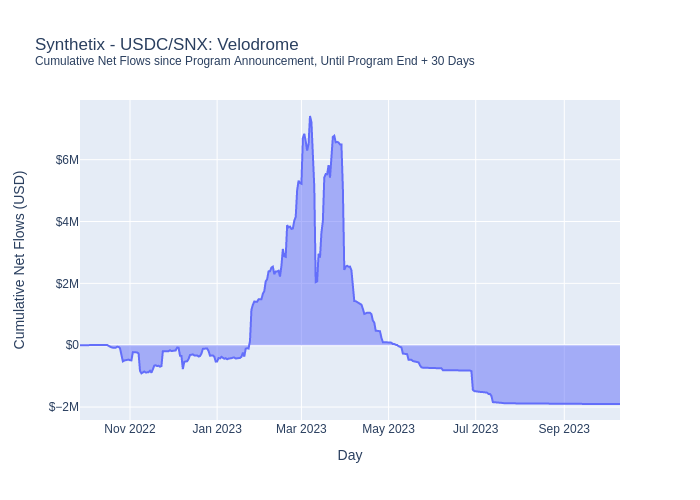 Synthetix - USDC/SNX: Velodrome
Cumulative Net Flows since Program Announcement, Until Program End + 30 Days
Cumulative Net Flows (USD)
$6M
$4M
$2M
$0
−$2M
Nov 2022
Jan 2023
Mar 2023
May 2023
Jul 2023
Sep 2023
Day